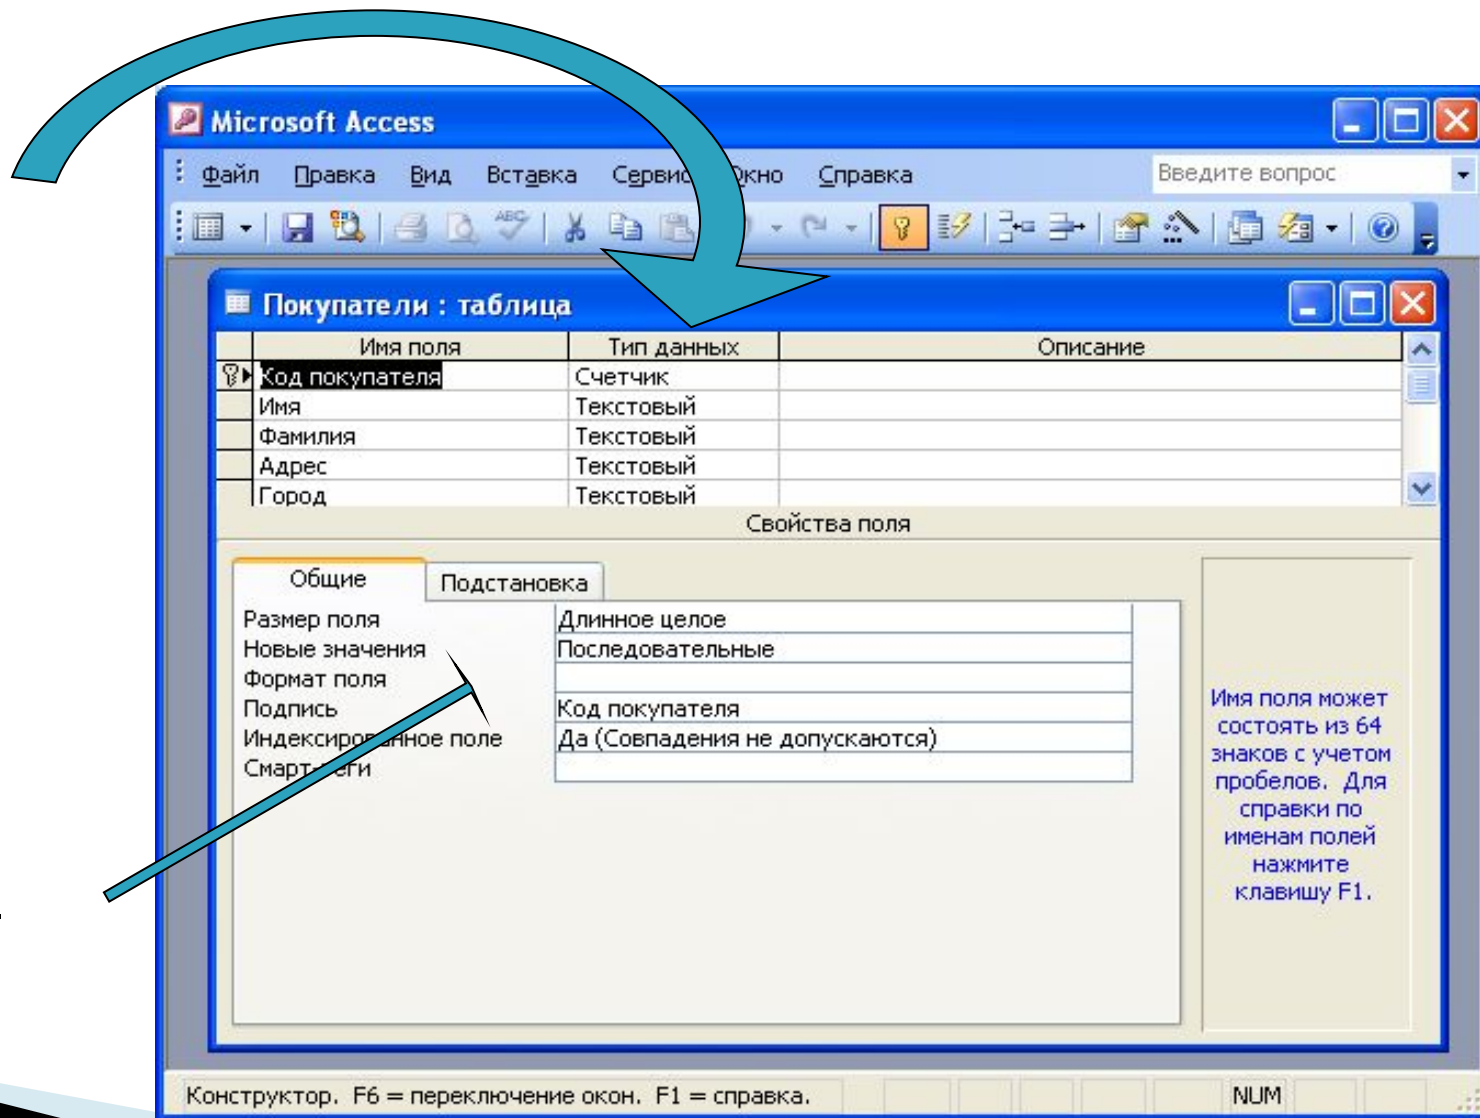 Microsoft Access
Файл Правка Вид Вставка Сервис Окно Справка Введите вопрос
ABC
Покупатели : таблица
Имя поля Тип данных Описание
Код покупателя Счетчик
Имя Текстовый
Фамилия Текстовый
Адрес Текстовый
Город Текстовый
Свойства поля
Общие Подстановка
Размер поля Длинное целое
Новые значения Последовательные
Формат поля
Подпись Код покупателя
Индексированное поле Да (Совпадения не допускаются)
Смарт-теги
Имя поля может
состоять из 64
знаков с учетом
пробелов. Для
справки по
именам полей
нажмите
клавишу F1.
Конструктор. F6 = переключение окон. F1 = справка. NUM